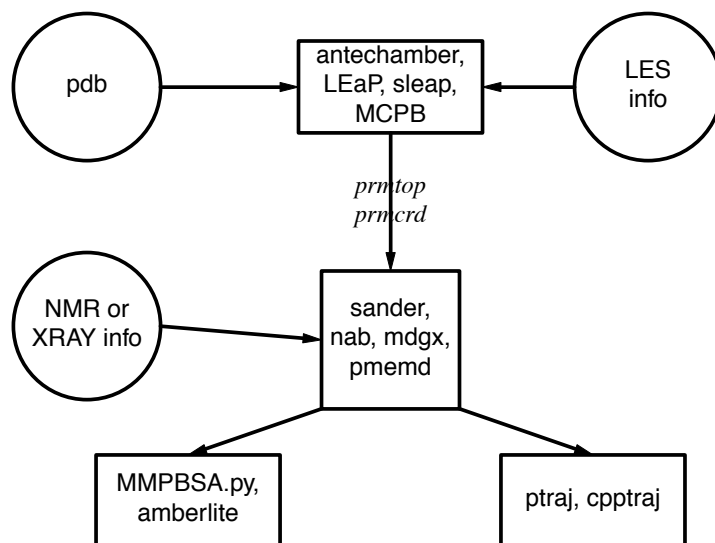 pdb
antechamber,
LEaP, sleap,
MCPB
LES
info
prmtop
prmcrd
NMR or
XRAY info
sander,
nab, mdgx,
pmemd
MMPBSA.py,
amberlite
ptraj, cpptraj